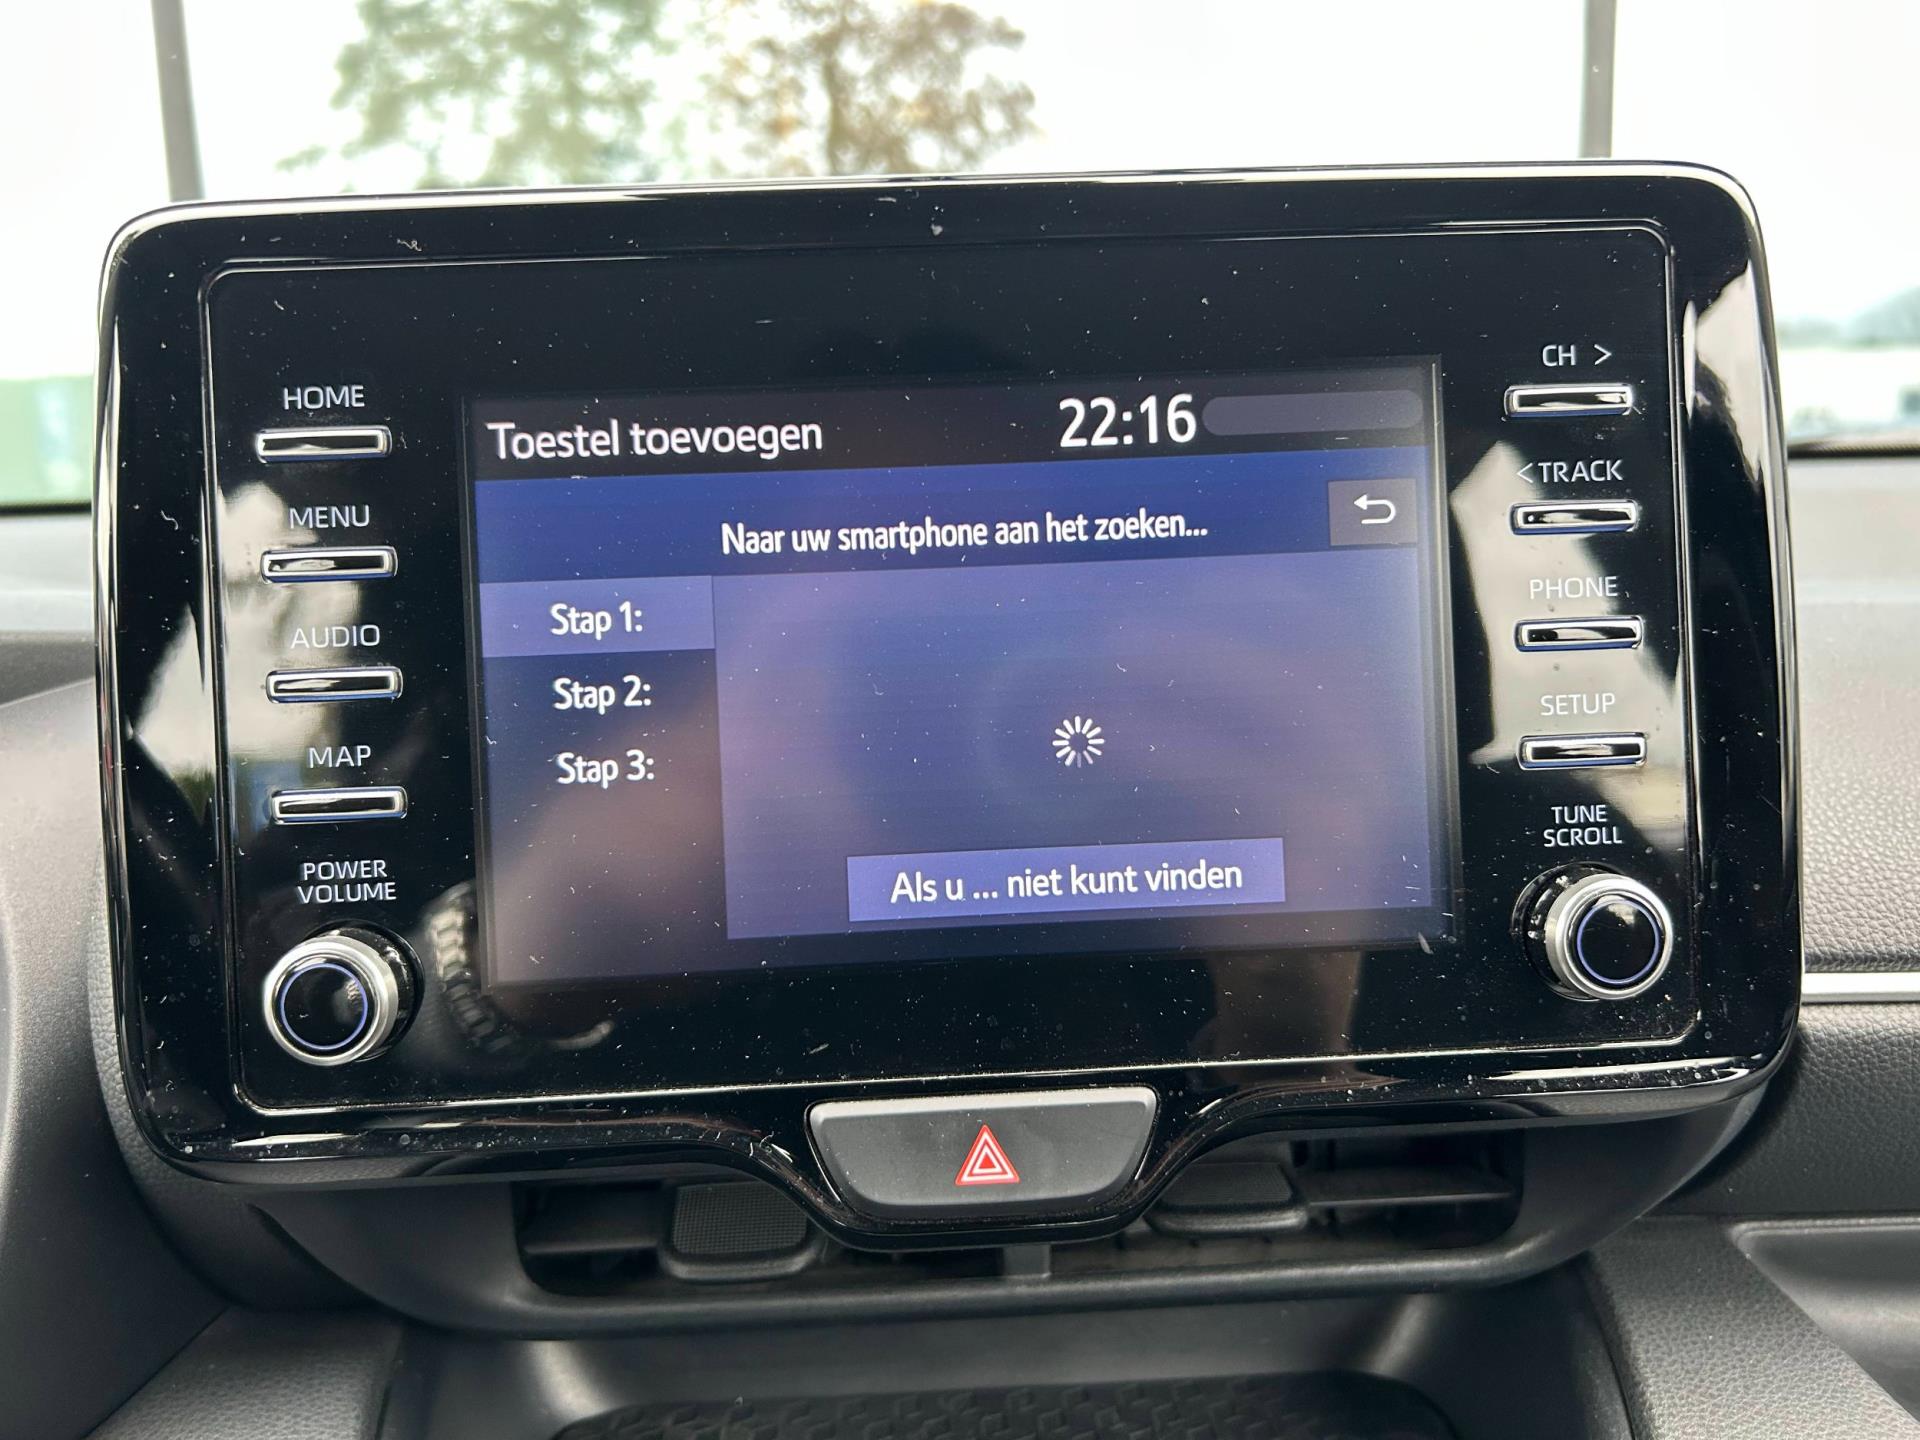 HOME
MENU
AUDIO
MAP
POWER
VOLUME
Toestel toevoegen 22:16
Naar uw smartphone aan het zoeken...
Stap 1:
Stap 2:
Stap 3:
Als u ... niet kunt vinden
CH >
< TRACK
PHONE
SETUP
TUNE
SCROLL